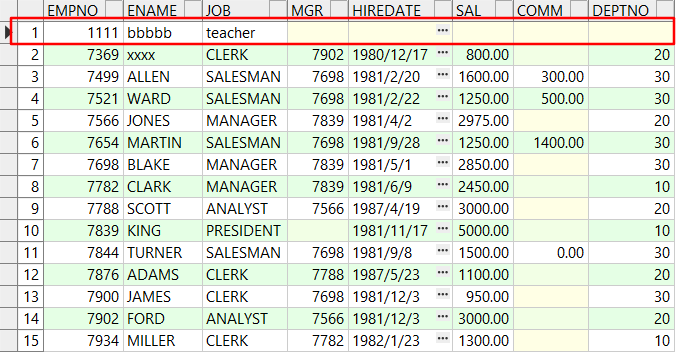 EMPNO ENAME JOB MGR HIREDATE SAL COMM DEPTNO
1 1111 bbbbb teacher
2 7369 xxxx CLERK 7902 1980/12/17 800.00 20
3 7499 ALLEN SALESMAN 7698 1981/2/20 1600.00 300.00 30
4 7521 WARD SALESMAN 7698 1981/2/22 1250.00 500.00 30
5 7566 JONES MANAGER 7839 1981/4/2 2975.00 20
6 7654 MARTIN SALESMAN 7698 1981/9/28 1250.00 1400.00 30
7 7698 BLAKE MANAGER 7839 1981/5/1 2850.00 30
8 7782 CLARK MANAGER 7839 1981/6/9 2450.00 10
9 7788 SCOTT ANALYST 7566 1987/4/19 3000.00 20
10 7839 KING PRESIDENT 1981/11/17 5000.00 10
11 7844 TURNER SALESMAN 7698 1981/9/8 1500.00 0.00 30
12 7876 ADAMS CLERK 7788 1987/5/23 1100.00 20
13 7900 JAMES CLERK 7698 1981/12/3 950.00 30
14 7902 FORD ANALYST 7566 1981/12/3 3000.00 20
15 7934 MILLER CLERK 7782 1982/1/23 1300.00 10